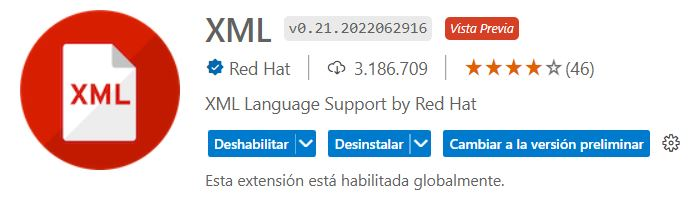 XML
XML v0.21.2022062916 Vista Previa
Red Hat 3.186.709 (46)
XML Language Support by Red Hat
Deshabilitar Desinstalar Cambiar a la versión preliminar
Esta extensión está habilitada globalmente.